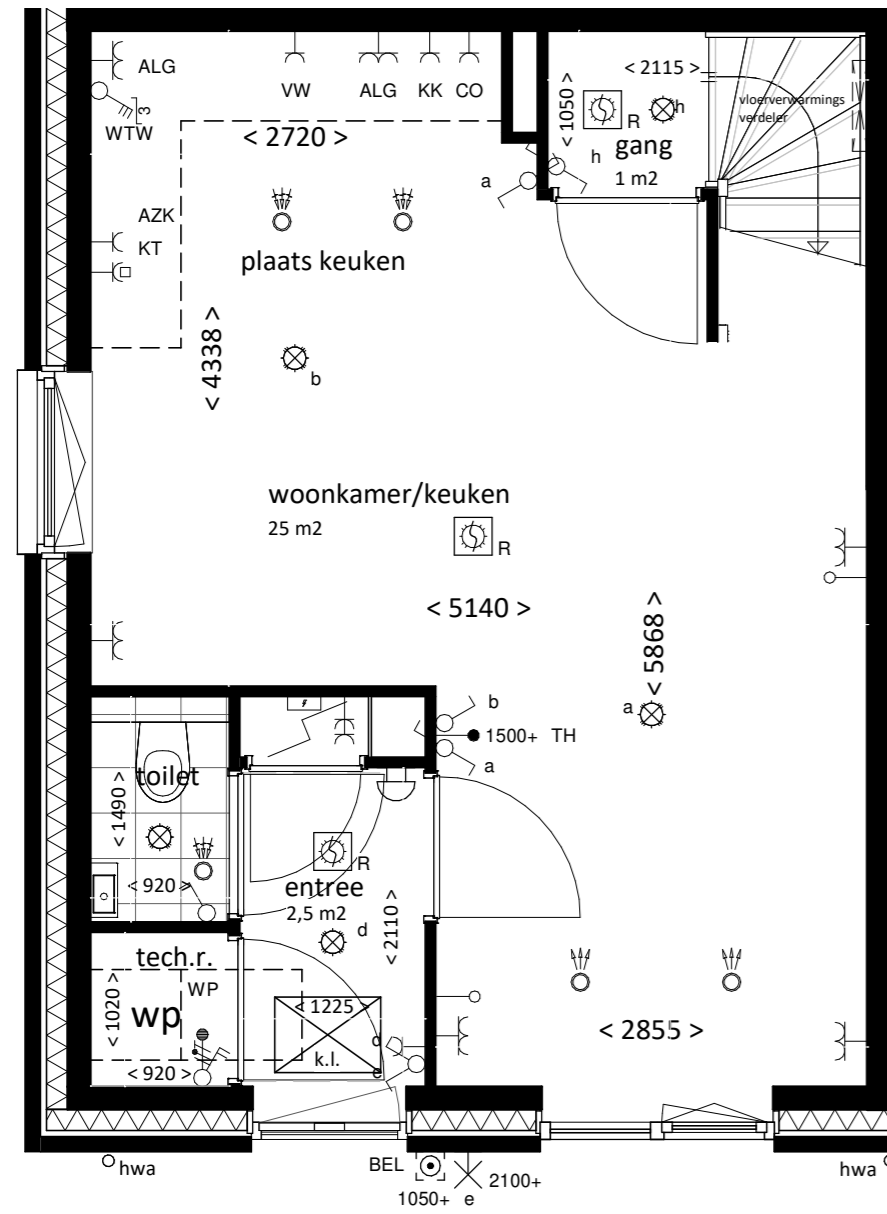 ALG
VW
ALG
KK
CO
3
WTW
< 2720 >
a
h
< 1050 >
R
h
< 2115 >
gang
1 m2
vloerverwarmings
verdeler
AZK
KT
plaats keuken
< 4338 >
b
woonkamer/keuken
25 m2
R
< 5140 >
< 5868 >
a
b
1500+ TH
a
toilet
< 1490 >
< 920 >
R
entree
2,5 m2
d
< 2110 >
tech.r.
WP
wp
< 1020 >
< 920 >
< 1225 >
k.l.
d
e
< 2855 >
hwa
BEL
1050+
e
2100+
hwa